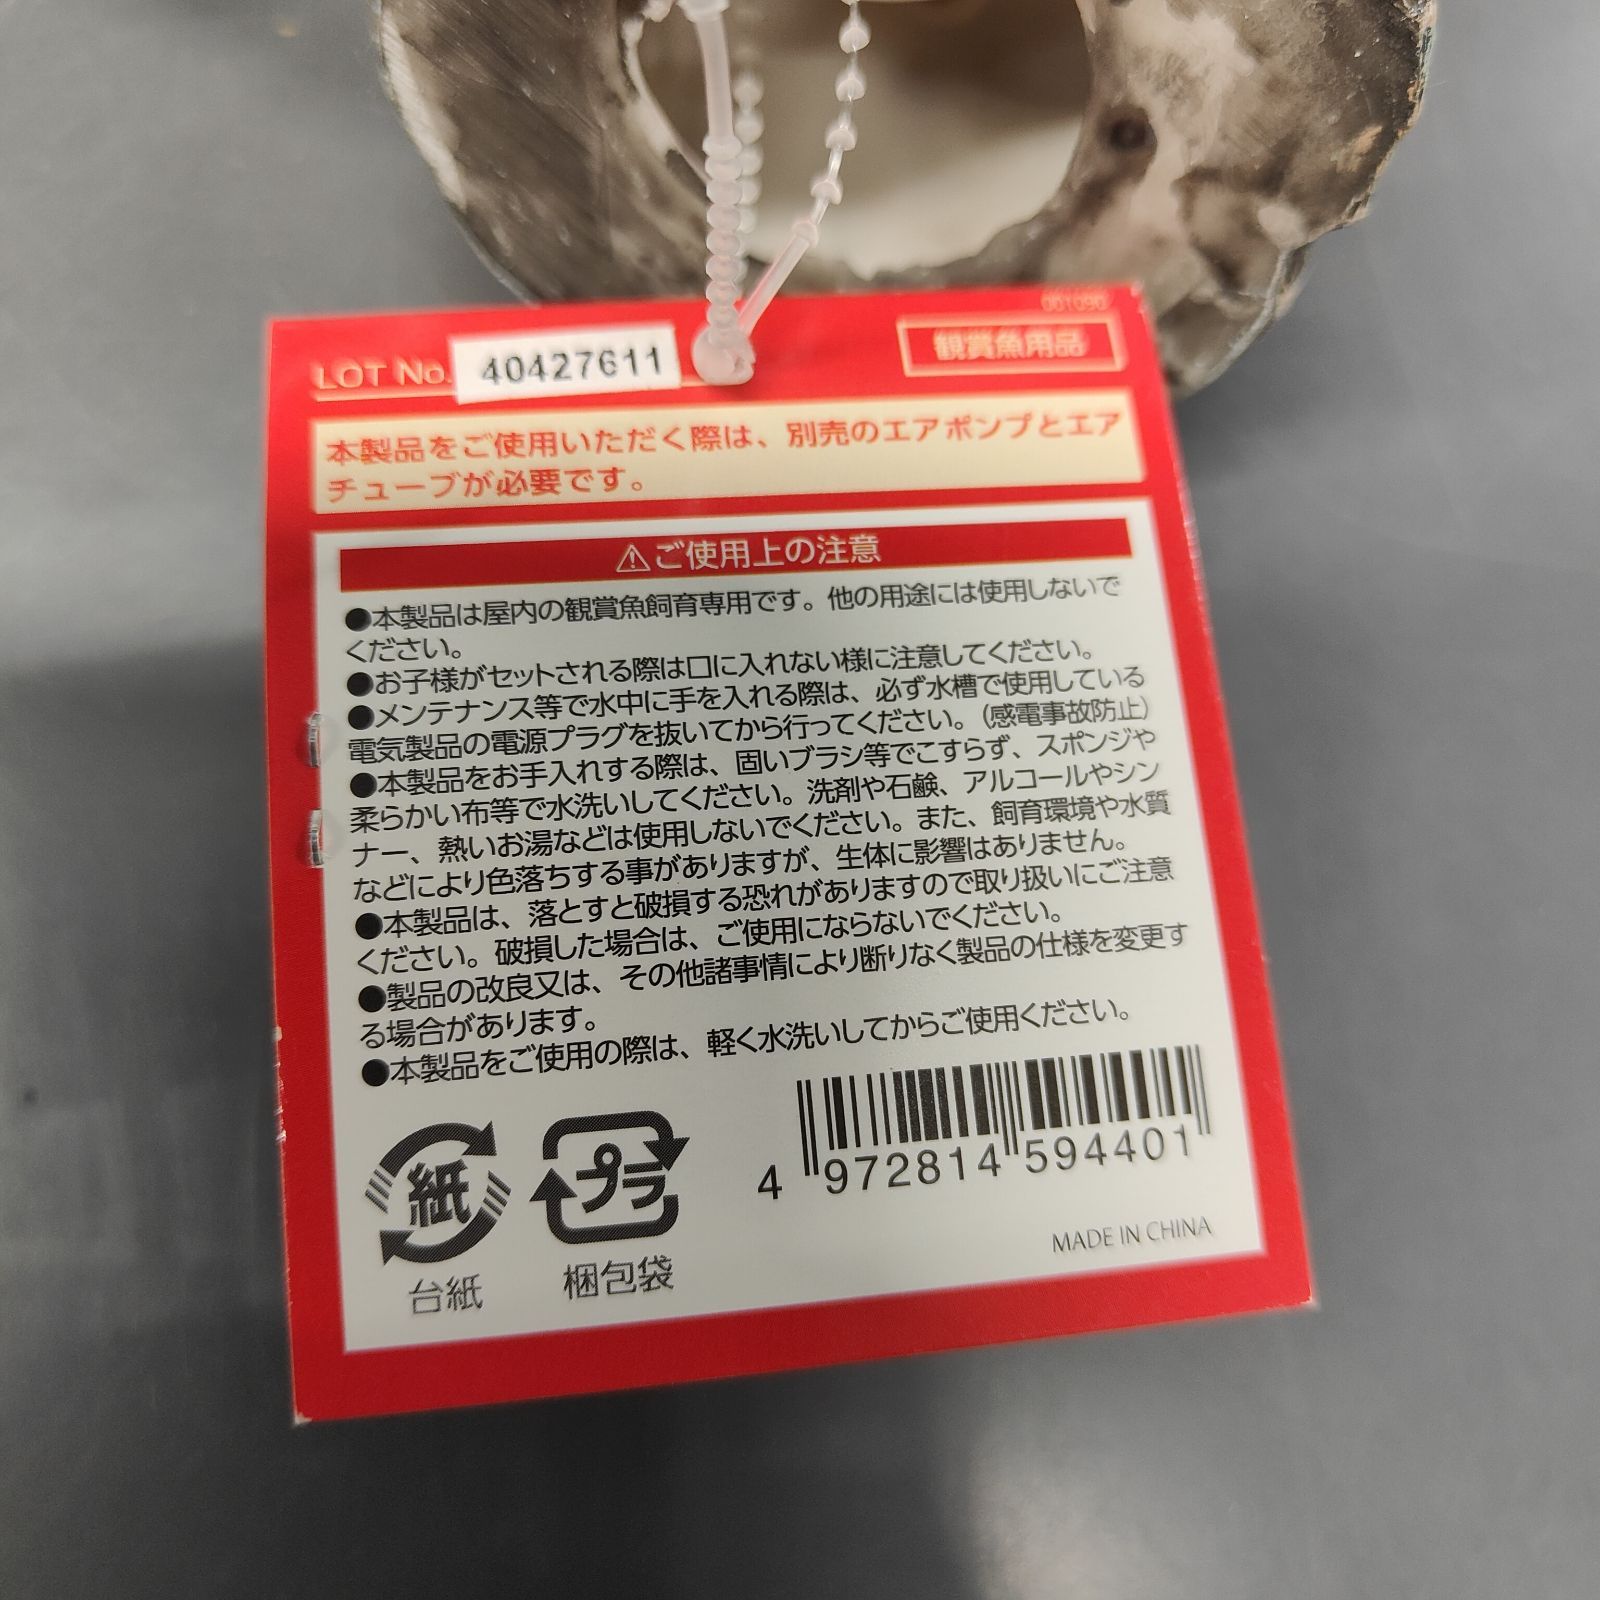 001090
LOT No. 40427611
観賞魚用品
本製品をご使用いただく際は、別売のエアポンプとエア
チューブが必要です。
⚠ご使用上の注意
●本製品は屋内の観賞魚飼育専用です。他の用途には使用しないで
ください。
●お子様がセットされる際は口に入れない様に注意してください。
●メンテナンス等で水中に手を入れる際は、必ず水槽で使用している
電気製品の電源プラグを抜いてから行ってください。（感電事故防止）
●本製品をお手入れする際は、固いブラシ等でこすらず、スポンジや
柔らかい布等で水洗いしてください。洗剤や石鹸、アルコールやシン
ナー、熱いお湯などは使用しないでください。また、飼育環境や水質
などにより色落ちする事がありますが、生体に影響はありません。
●本製品は、落とすと破損する恐れがありますので取り扱いにご注意
ください。破損した場合は、ご使用にならないでください。
●製品の改良又は、その他諸事情により断りなく製品の仕様を変更す
る場合があります。
●本製品をご使用の際は、軽く水洗いしてからご使用ください。
紙
台紙
プラ
梱包袋
4 972814 594401
MADE IN CHINA